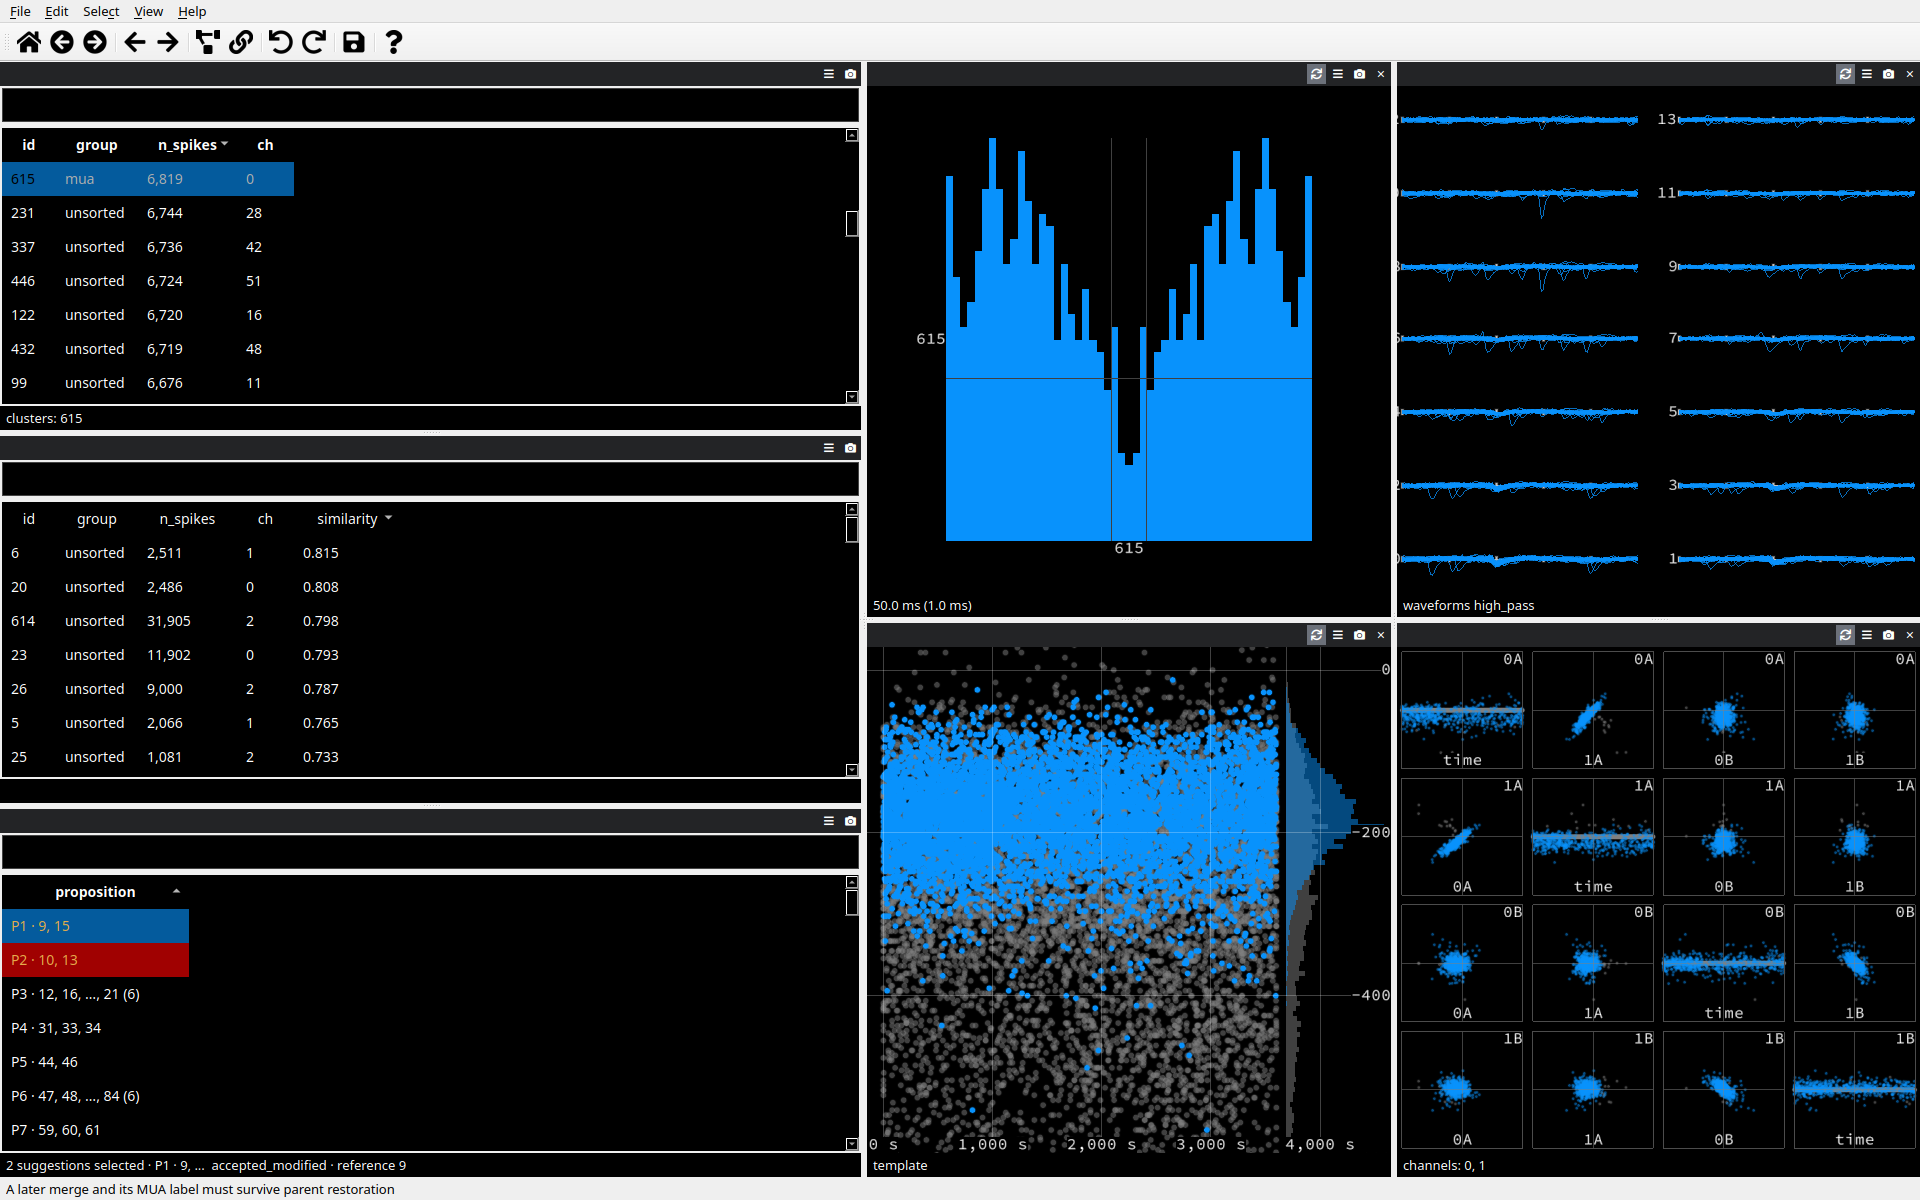 File Edit Select View Help
id group n_spikes ch
615 mua 6,819 0
231 unsorted 6,744 28
337 unsorted 6,736 42
446 unsorted 6,724 51
122 unsorted 6,720 16
432 unsorted 6,719 48
99 unsorted 6,676 11
clusters: 615
id group n_spikes ch similarity
6 unsorted 2,511 1 0.815
20 unsorted 2,486 0 0.808
614 unsorted 31,905 2 0.798
23 unsorted 11,902 0 0.793
26 unsorted 9,000 2 0.787
5 unsorted 2,066 1 0.765
25 unsorted 1,081 2 0.733
proposition
P1 · 9, 15
P2 · 10, 13
P3 · 12, 16, ..., 21 (6)
P4 · 31, 33, 34
P5 · 44, 46
P6 · 47, 48, ..., 84 (6)
P7 · 59, 60, 61
2 suggestions selected · P1 · 9, ... accepted_modified · reference 9
615
615
50.0 ms (1.0 ms)
13
11
9
7
5
3
1
waveforms high_pass
0
-200
-400
0 s 1,000 s 2,000 s 3,000 s 4,000 s
template
0A 0A 0A 0A
time 1A 0B 1B
1A 1A 1A 1A
0A time 0B 1B
0B 0B 0B 0B
0A 1A time 1B
1B 1B 1B 1B
0A 1A 0B time
channels: 0, 1
A later merge and its MUA label must survive parent restoration